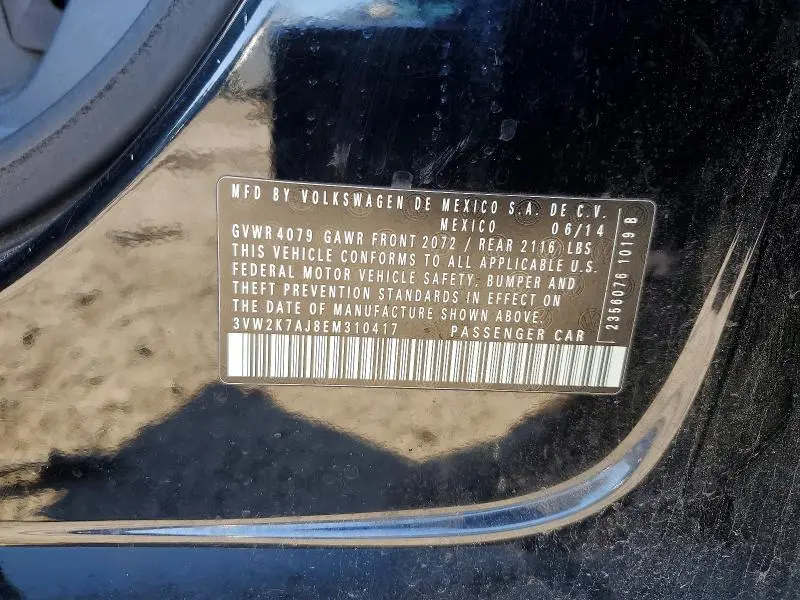 MFD BY VOLKSWAGEN DE MEXICO S.A. DE C.V.
MEXICO 06/14
GVWR 4079 GAWR FRONT 2072 / REAR 2116 LBS
THIS VEHICLE CONFORMS TO ALL APPLICABLE U.S.
FEDERAL MOTOR VEHICLE SAFETY, BUMPER AND
THEFT PREVENTION STANDARDS IN EFFECT ON
THE DATE OF MANUFACTURE SHOWN ABOVE.
3VW2K7AJ8EM310417 PASSENGER CAR
2356076 1019 B